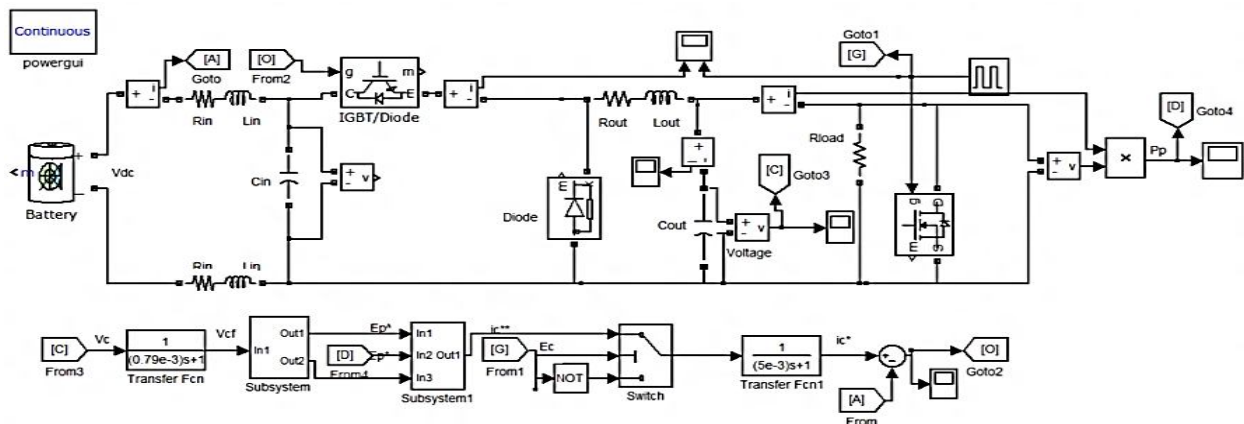 Continuous
powergui
[A]
Goto
[O]
From2
Goto1
[G]
+
-
i
Rin
Lin
g
m
C
E
IGBT/Diode
+
-
i
Rout
Lout
+
-
i
[D]
Goto4
<m
+
-
Vdc
Battery
Cin
+
-
v
Diode
+
-
[C]
Goto3
Cout
+
-
v
Voltage
Rload
+
-
v
×
Pp
Rin
Lin
[C]
From3
Vc
1
(0.79e-3)s+1
Transfer Fcn
Vcf
In1
Out1
Out2
Subsystem
Ep*
[D]
Ep*
From4
In1
In2
In3
Out1
Subsystem1
ic**
[G]
From1
Ec
NOT
Switch
1
(5e-3)s+1
Transfer Fcn1
ic*
[O]
Goto2
[A]
From